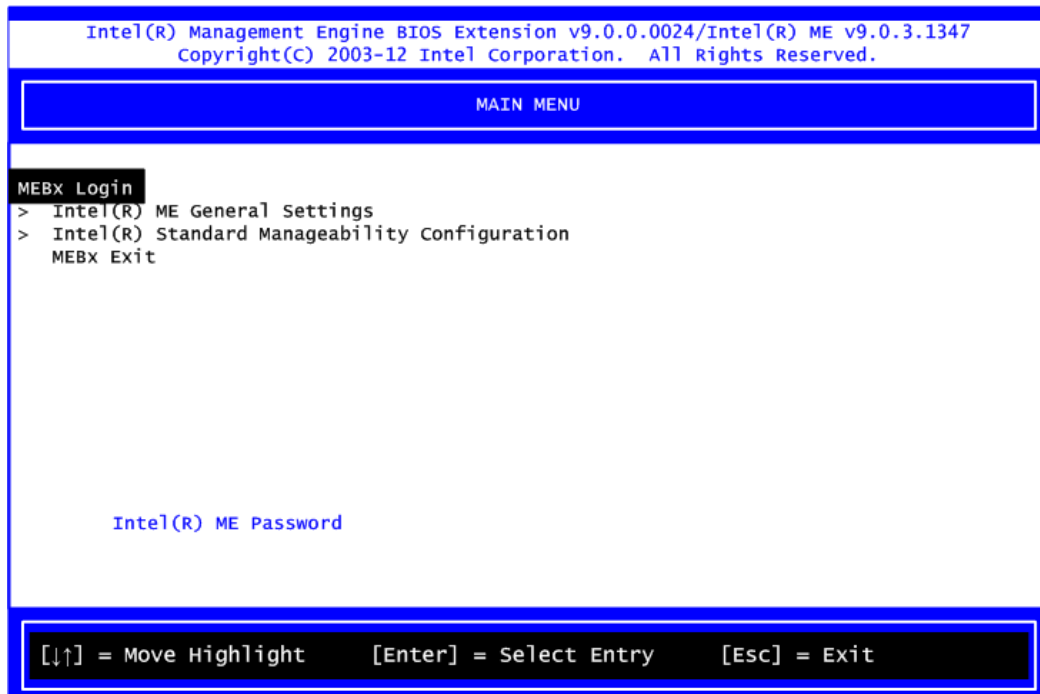 Intel(R) Management Engine BIOS Extension v9.0.0.0024/Intel(R) ME v9.0.3.1347
Copyright(C) 2003-12 Intel Corporation. All Rights Reserved.
MAIN MENU
MEBx Login
> Intel(R) ME General Settings
> Intel(R) Standard Manageability Configuration
MEBx Exit
Intel(R) ME Password
[↓↑] = Move Highlight [Enter] = Select Entry [Esc] = Exit